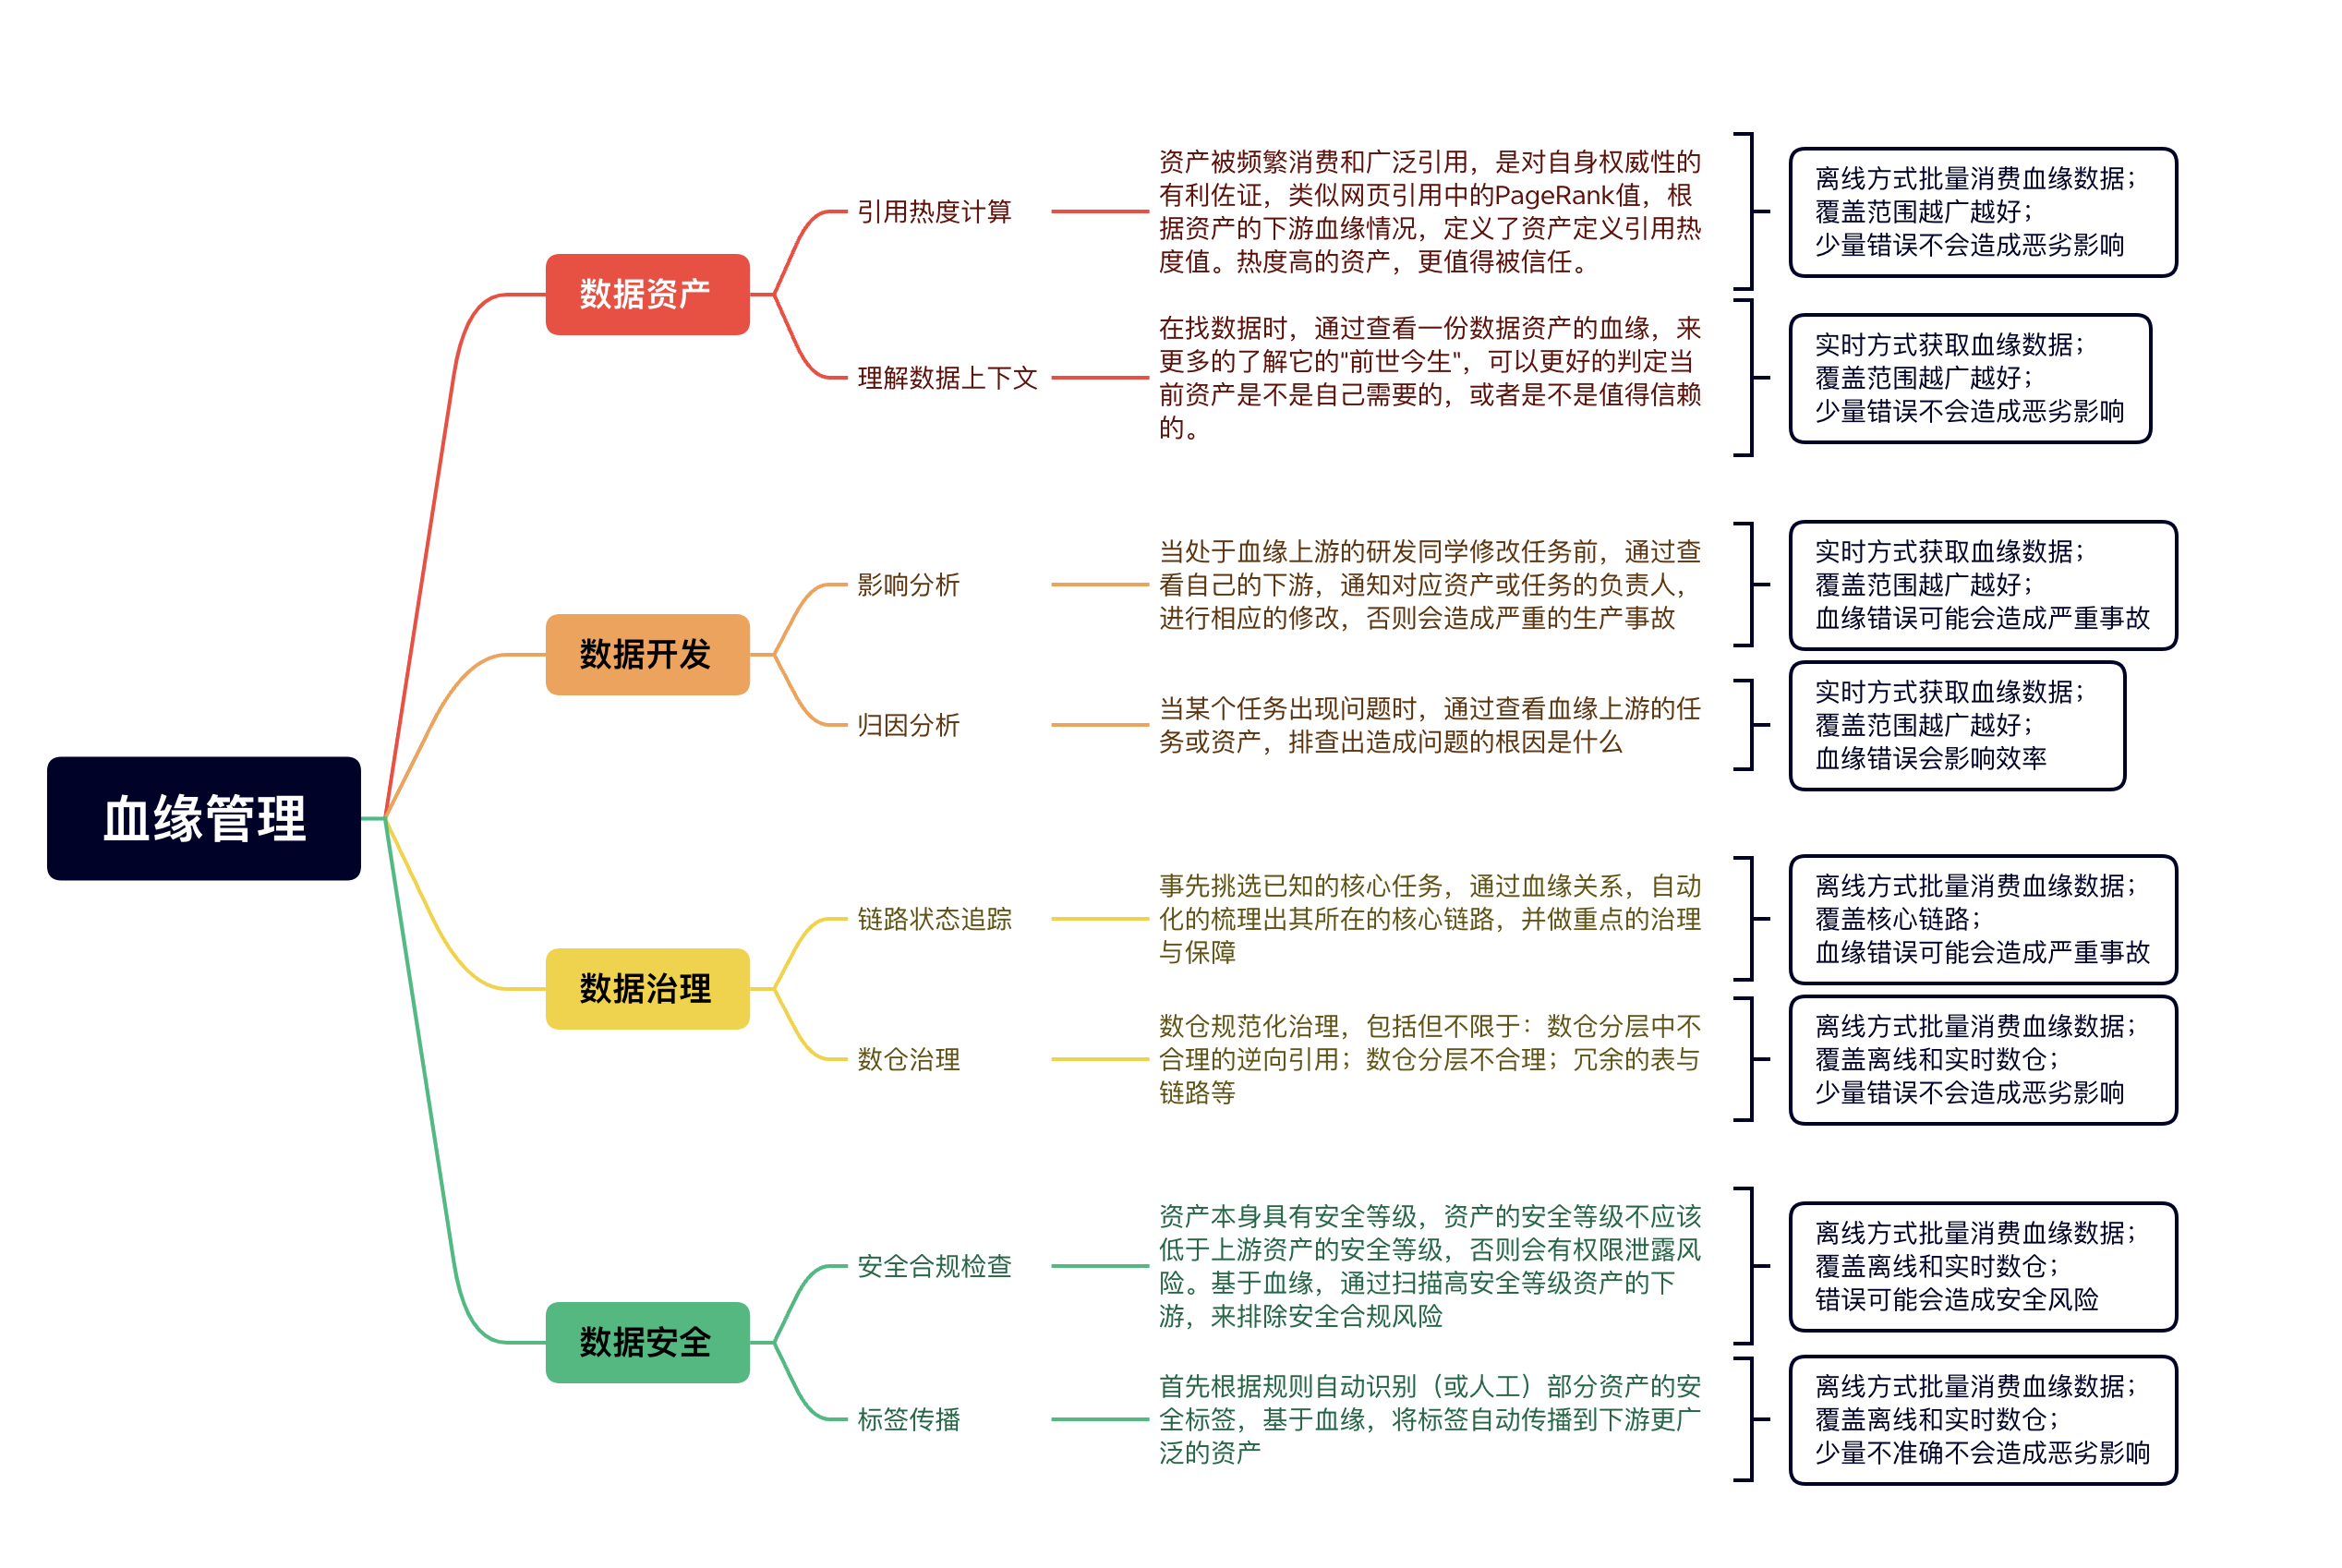 血缘管理
数据资产
引用热度计算
资产被频繁消费和广泛引用，是对自身权威性的
有利佐证，类似网页引用中的PageRank值，根
据资产的下游血缘情况，定义了资产定义引用热
度值。热度高的资产，更值得被信任。
离线方式批量消费血缘数据；
覆盖范围越广越好；
少量错误不会造成恶劣影响
理解数据上下文
在找数据时，通过查看一份数据资产的血缘，来
更多的了解它的"前世今生"，可以更好的判定当
前资产是不是自己需要的，或者是不是值得信赖
的。
实时方式获取血缘数据；
覆盖范围越广越好；
少量错误不会造成恶劣影响
数据开发
影响分析
当处于血缘上游的研发同学修改任务前，通过查
看自己的下游，通知对应资产或任务的负责人，
进行相应的修改，否则会造成严重的生产事故
实时方式获取血缘数据；
覆盖范围越广越好；
血缘错误可能会造成严重事故
归因分析
当某个任务出现问题时，通过查看血缘上游的任
务或资产，排查出造成问题的根因是什么
实时方式获取血缘数据；
覆盖范围越广越好；
血缘错误会影响效率
数据治理
链路状态追踪
事先挑选已知的核心任务，通过血缘关系，自动
化的梳理出其所在的核心链路，并做重点的治理
与保障
离线方式批量消费血缘数据；
覆盖核心链路；
血缘错误可能会造成严重事故
数仓治理
数仓规范化治理，包括但不限于：数仓分层中不
合理的逆向引用；数仓分层不合理；冗余的表与
链路等
离线方式批量消费血缘数据；
覆盖离线和实时数仓；
少量错误不会造成恶劣影响
数据安全
安全合规检查
资产本身具有安全等级，资产的安全等级不应该
低于上游资产的安全等级，否则会有权限泄露风
险。基于血缘，通过扫描高安全等级资产的下
游，来排除安全合规风险
离线方式批量消费血缘数据；
覆盖离线和实时数仓；
错误可能会造成安全风险
标签传播
首先根据规则自动识别（或人工）部分资产的安
全标签，基于血缘，将标签自动传播到下游更广
泛的资产
离线方式批量消费血缘数据；
覆盖离线和实时数仓；
少量不准确不会造成恶劣影响